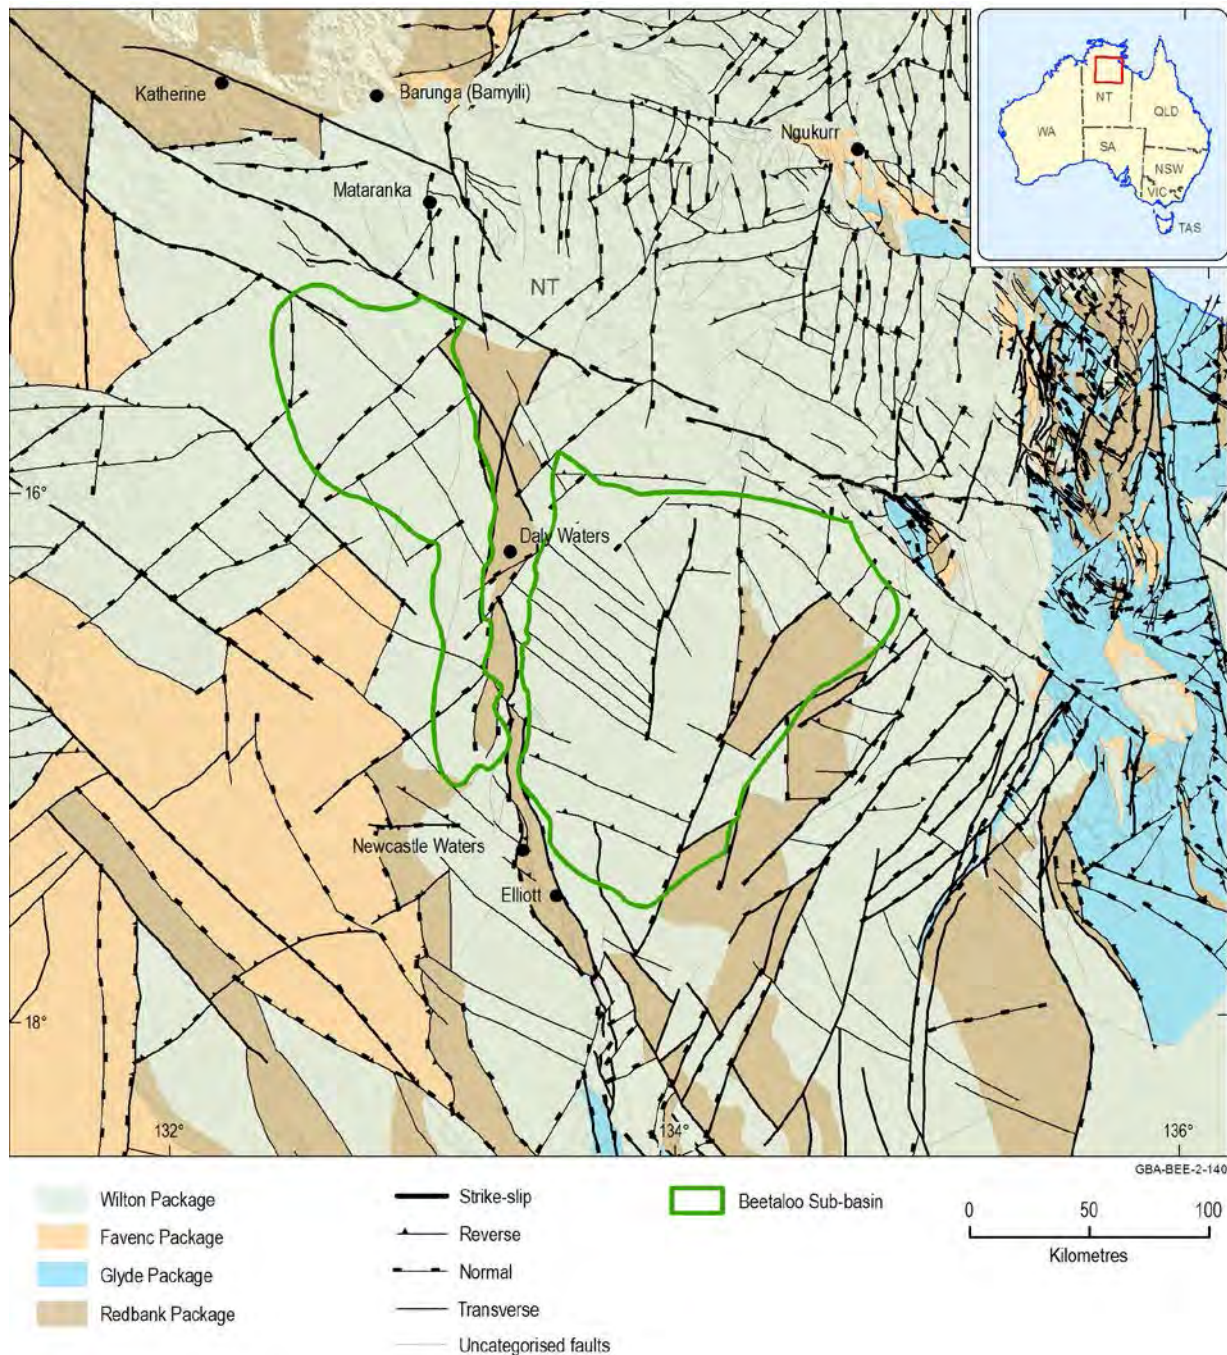 Katherine
Barunga (Bamyili)
Ngukurr
Mataranka
NT
WA
NT
QLD
SA
NSW
VIC
TAS
16°
Daly Waters
Newcastle Waters
Elliott
18°
132°
134°
136°
GBA-BEE-2-140
Wilton Package
Favenc Package
Glyde Package
Redbank Package
Strike-slip
Reverse
Normal
Transverse
Uncategorised faults
Beetaloo Sub-basin
0 50 100
Kilometres